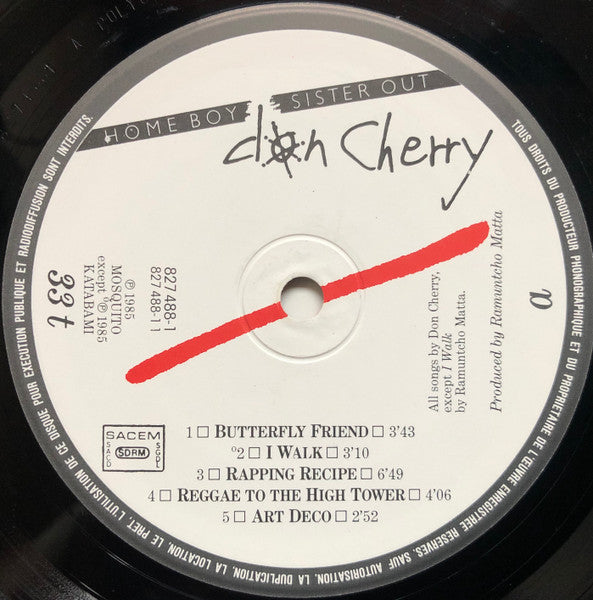 HOME BOY SISTER OUT
don Cherry
827 488-1
827 488-1 1
℗ 1985
MOSQUITO
except º℗ 1985
KATABAMI
33 t
All songs by Don Cherry,
except I Walk
by Ramuntcho Matta.
Produced by Ramuntcho Matta
a
SACEM
SACD
SDRM
SGDL
1 □ BUTTERFLY FRIEND □ 3'43
º2 □ I WALK □ 3'10
3 □ RAPPING RECIPE □ 6'49
4 □ REGGAE TO THE HIGH TOWER □ 4'06
5 □ ART DECO □ 2'52
TOUS DROITS DU PRODUCTEUR PHONOGRAPHIQUE ET DU PROPRIETAIRE DE L'ŒUVRE ENREGISTREE RESERVES. SAUF AUTORISATION, LA DUPLICATION, LA LOCATION, LE PRET, L'UTILISATION DE CE DISQUE POUR EXECUTION PUBLIQUE ET RADIODIFFUSION SONT INTERDITS.